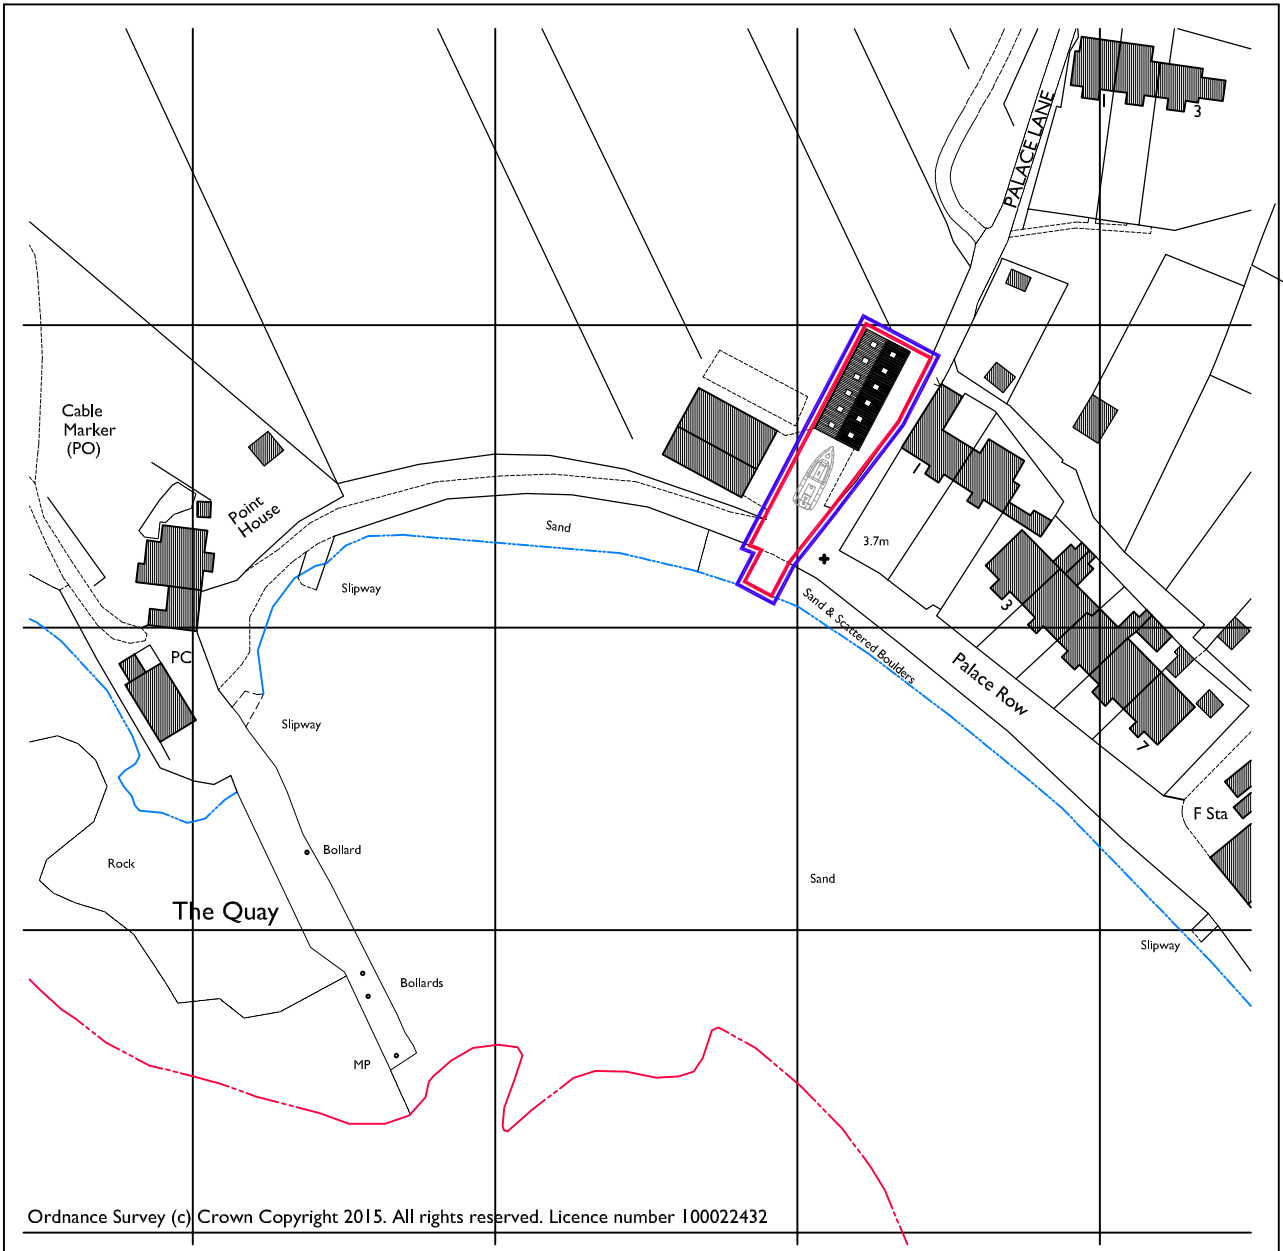 PALACE LANE
1
3
Cable
Marker
(PO)
Point
House
Sand
Slipway
1
3.7m
Sand & Scattered Boulders
3
Palace Row
7
PC
Slipway
F Sta
Bollard
Rock
Sand
The Quay
Slipway
Bollards
MP
Ordnance Survey (c) Crown Copyright 2015. All rights reserved. Licence number 100022432